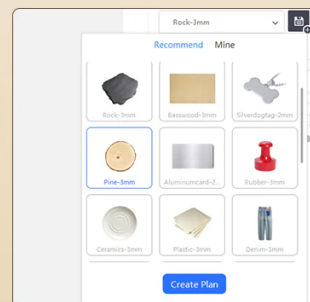 Rock-3mm
Recommend Mine
Rock-3mm Basswood-3mm Silverdogtag-2mm
Pine-3mm Aluminumcard-2... Rubber-3mm
Ceramics-3mm Plastic-3mm Denim-3mm
Create Plan